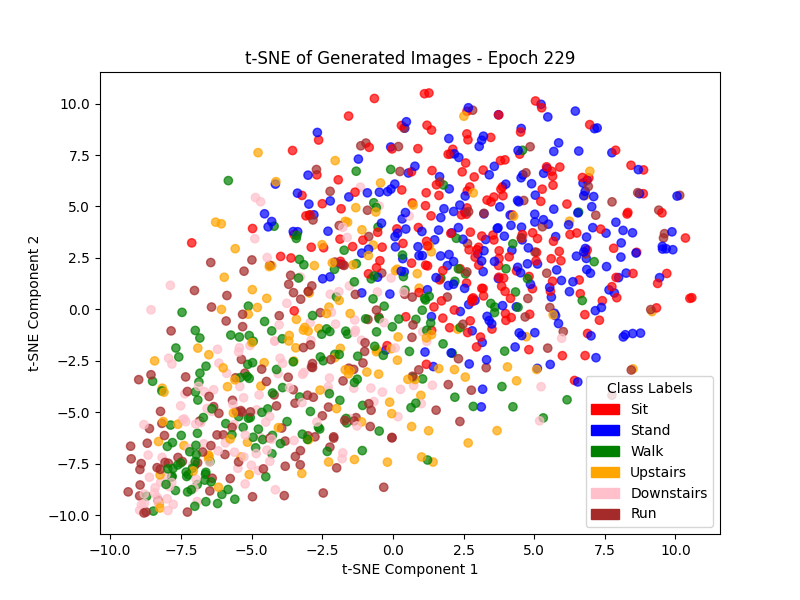 t-SNE of Generated Images - Epoch 229
t-SNE Component 2
10.0
7.5
5.0
2.5
0.0
−2.5
−5.0
−7.5
−10.0
Class Labels
Sit
Stand
Walk
Upstairs
Downstairs
Run
−10.0 −7.5 −5.0 −2.5 0.0 2.5 5.0 7.5 10.0
t-SNE Component 1